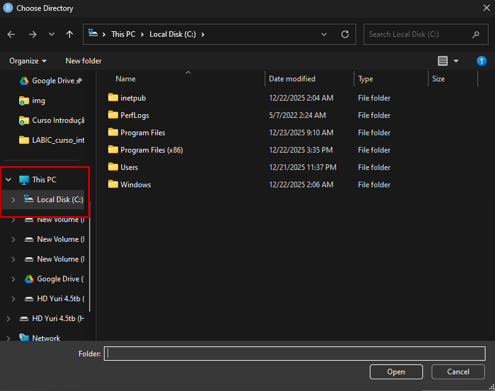 Choose Directory
This PC > Local Disk (C:) >
Search Local Disk (C:)
Organize
New folder
Name Date modified Type Size
Google Drive
img
Curso Introduçã
LABIC_curso_int
This PC
Local Disk (C:)
New Volume (
New Volume (
New Volume (
Google Drive (
HD Yuri 4.5tb (
HD Yuri 4.5tb (H
Network
inetpub 12/22/2025 2:04 AM File folder
PerfLogs 5/7/2022 2:24 AM File folder
Program Files 12/23/2025 9:10 AM File folder
Program Files (x86) 12/22/2025 3:35 PM File folder
Users 12/21/2025 11:37 PM File folder
Windows 12/22/2025 2:06 AM File folder
Folder:
Open
Cancel